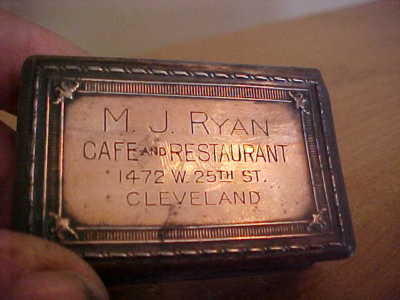 M. J. RYAN
CAFE AND RESTAURANT
1472 W. 25TH ST.
CLEVELAND